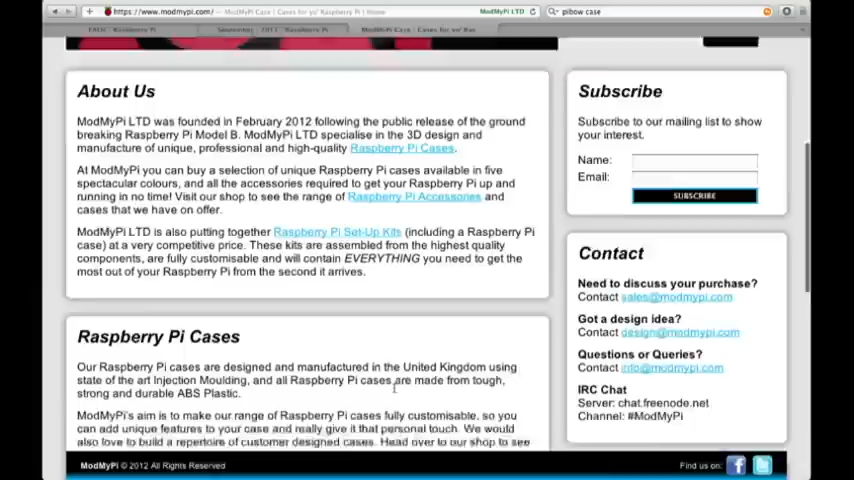 https://www.modmypi.com/ — ModMyPi Case | Cases for yo' Raspberry Pi | Home
ModMyPi LTD
pibow case
ModMyPi Case | Cases for yo' Ras
About Us
ModMyPi LTD was founded in February 2012 following the public release of the ground
breaking Raspberry Pi Model B. ModMyPi LTD specialise in the 3D design and
manufacture of unique, professional and high-quality Raspberry Pi Cases.
At ModMyPi you can buy a selection of unique Raspberry Pi cases available in five
spectacular colours, and all the accessories required to get your Raspberry Pi up and
running in no time! Visit our shop to see the range of Raspberry Pi Accessories and
cases that we have on offer.
ModMyPi LTD is also putting together Raspberry Pi Set-Up Kits (including a Raspberry Pi
case) at a very competitive price. These kits are assembled from the highest quality
components, are fully customisable and will contain EVERYTHING you need to get the
most out of your Raspberry Pi from the second it arrives.
Raspberry Pi Cases
Our Raspberry Pi cases are designed and manufactured in the United Kingdom using
state of the art Injection Moulding, and all Raspberry Pi cases are made from tough,
strong and durable ABS Plastic.
ModMyPi's aim is to make our range of Raspberry Pi cases fully customisable, so you
can add unique features to your case and really give it that personal touch. We would
also love to build a repertoire of customer designed cases. Head over to our shop to see
Subscribe
Subscribe to our mailing list to show
your interest.
Name:
Email:
SUBSCRIBE
Contact
Need to discuss your purchase?
Contact sales@modmypi.com
Got a design idea?
Contact design@modmypi.com
Questions or Queries?
Contact info@modmypi.com
IRC Chat
Server: chat.freenode.net
Channel: #ModMyPi
ModMyPi © 2012 All Rights Reserved
Find us on: